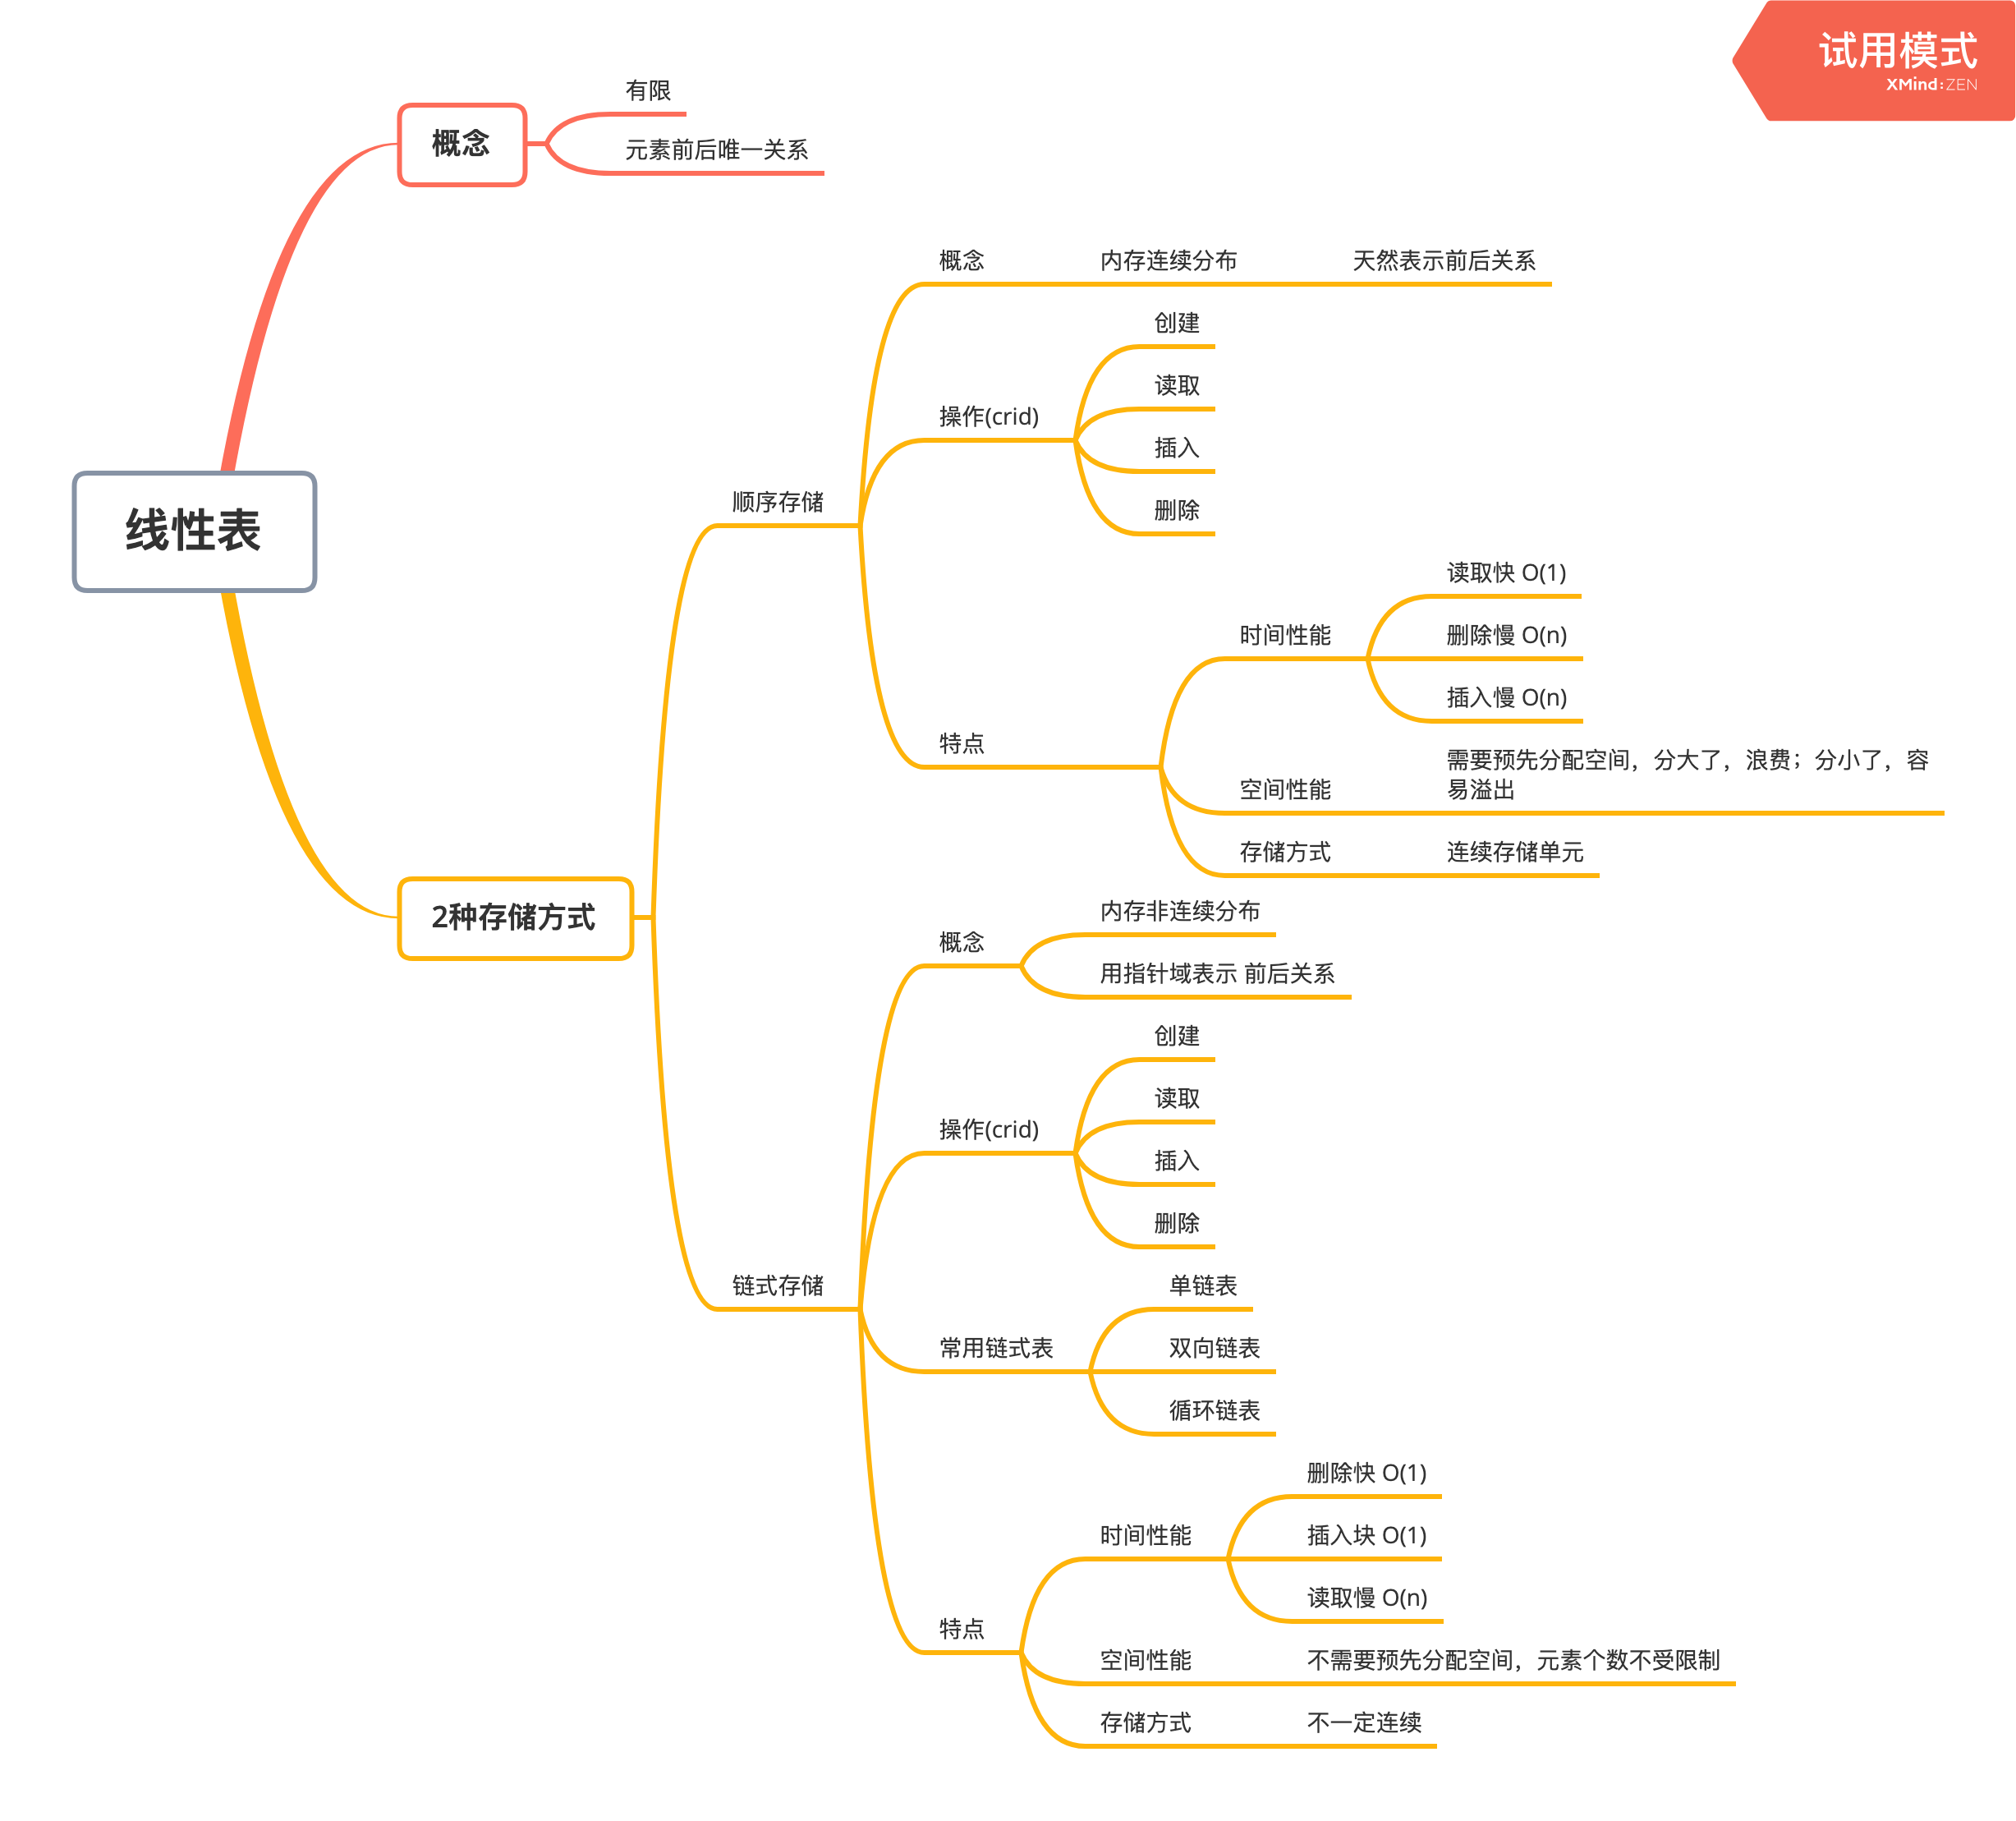 试用模式
XMind:ZEN
线性表
概念
有限
元素前后唯一关系
2种存储方式
顺序存储
概念
内存连续分布
天然表示前后关系
操作(crid)
创建
读取
插入
删除
特点
时间性能
读取快 O(1)
删除慢 O(n)
插入慢 O(n)
空间性能
需要预先分配空间，分大了，浪费；分小了，容
易溢出
存储方式
连续存储单元
链式存储
概念
内存非连续分布
用指针域表示 前后关系
操作(crid)
创建
读取
插入
删除
常用链式表
单链表
双向链表
循环链表
特点
时间性能
删除快 O(1)
插入块 O(1)
读取慢 O(n)
空间性能
不需要预先分配空间，元素个数不受限制
存储方式
不一定连续